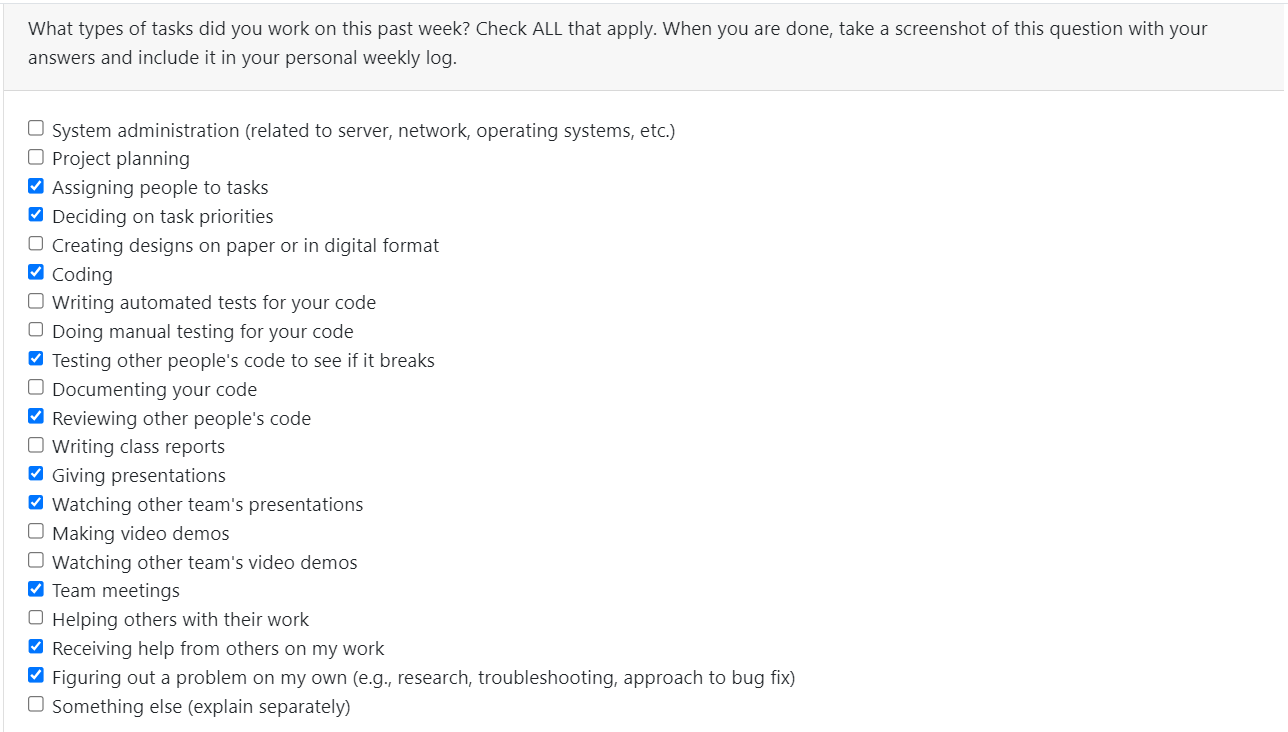 What types of tasks did you work on this past week? Check ALL that apply. When you are done, take a screenshot of this question with your
answers and include it in your personal weekly log.
System administration (related to server, network, operating systems, etc.)
Project planning
Assigning people to tasks
Deciding on task priorities
Creating designs on paper or in digital format
Coding
Writing automated tests for your code
Doing manual testing for your code
Testing other people's code to see if it breaks
Documenting your code
Reviewing other people's code
Writing class reports
Giving presentations
Watching other team's presentations
Making video demos
Watching other team's video demos
Team meetings
Helping others with their work
Receiving help from others on my work
Figuring out a problem on my own (e.g., research, troubleshooting, approach to bug fix)
Something else (explain separately)